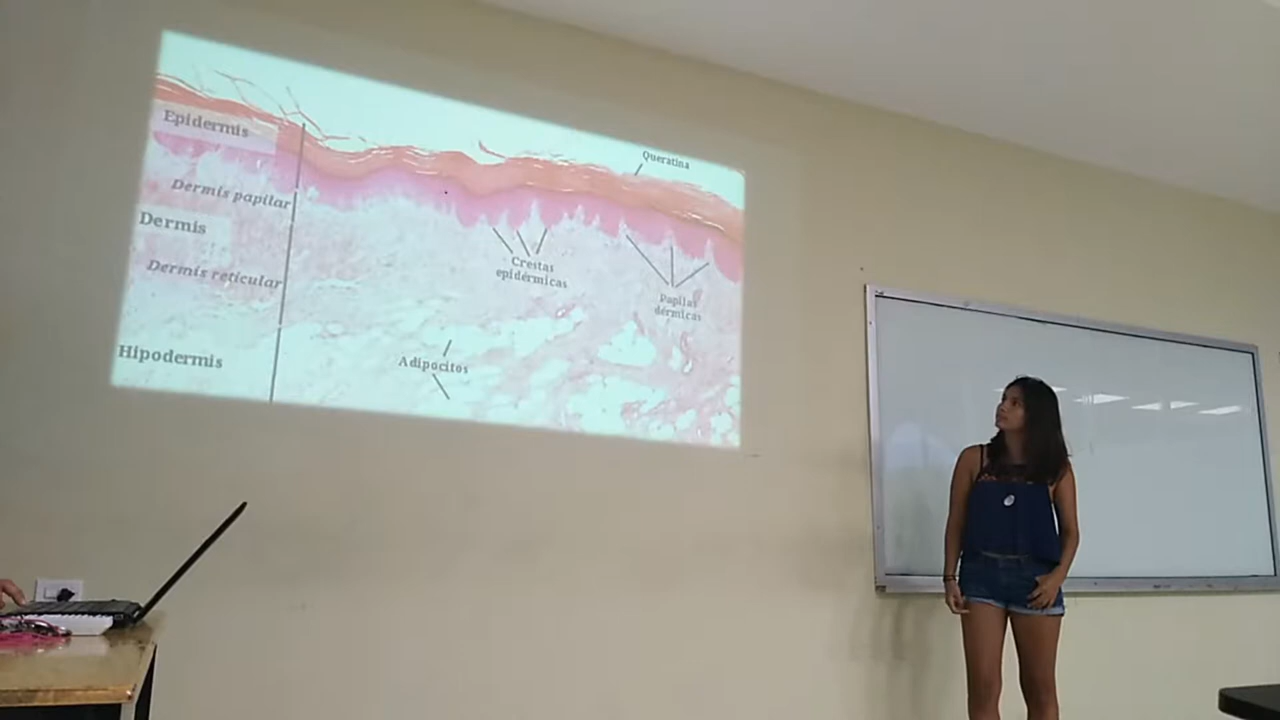 Epidermis
Queratina
Dermis papilar
Dermis
Dermis reticular
Crestas
epidérmicas
Papilas
dérmicas
Hipodermis
Adipocitos